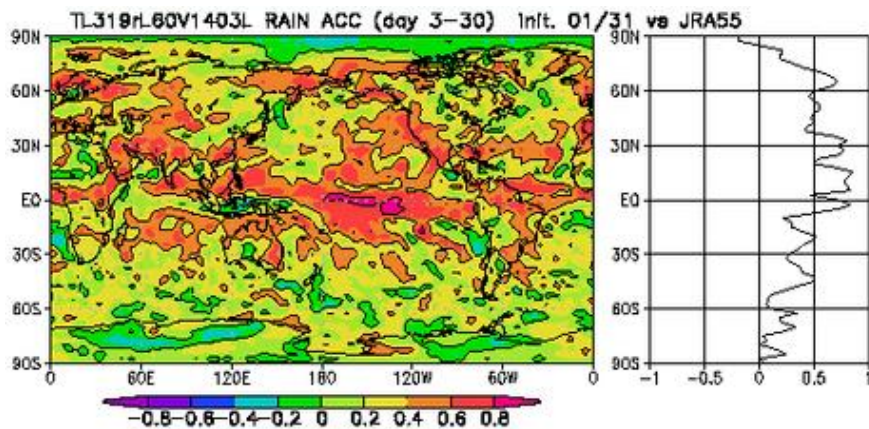 TL319rL60V1403L RAIN ACC (day 3-30) Init. 01/31 vs JRA55
90N 90N
60N 60N
30N 30N
EQ EQ
30S 30S
60S 60S
90S 90S
0 60E 120E 180 120W 60W 0 -1 -0.5 0 0.5 1
-0.8 -0.6 -0.4 -0.2 0 0.2 0.4 0.6 0.8